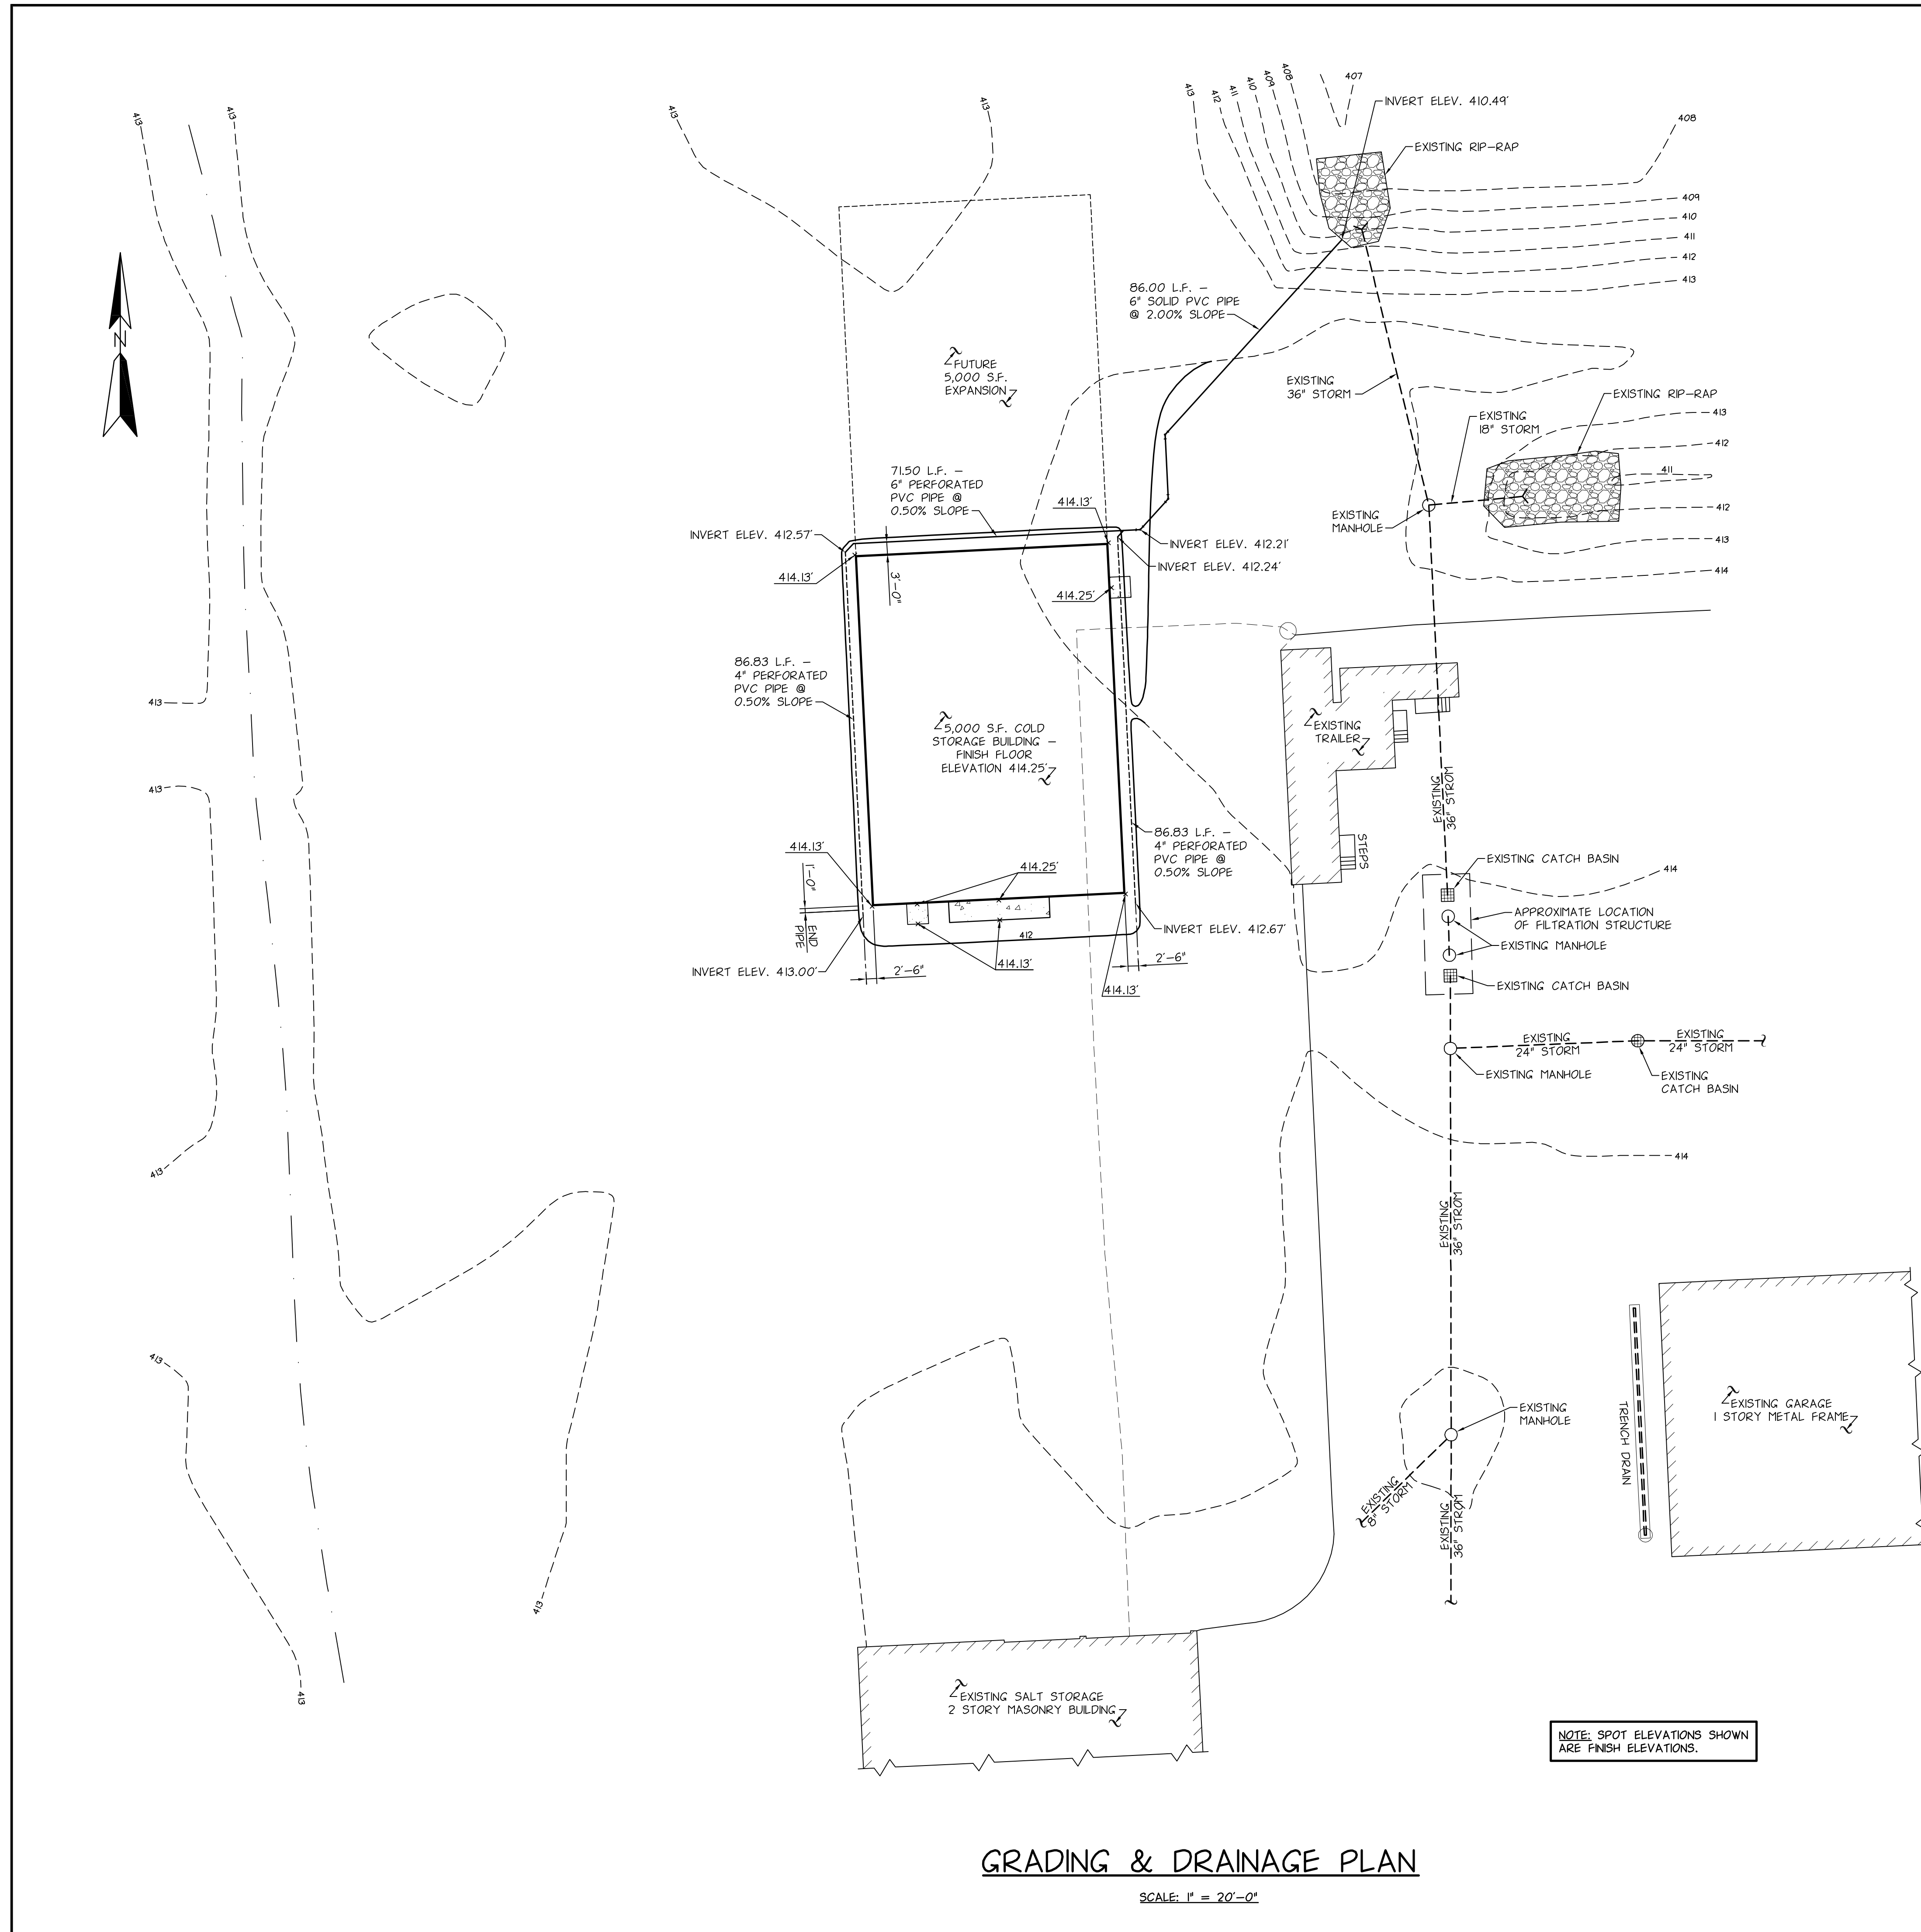 407
408
409
410
411
412
413
INVERT ELEV. 410.49'
EXISTING RIP-RAP
408
409
410
411
412
413
413
413
413
413
N
86.00 L.F. –
6" SOLID PVC PIPE
@ 2.00% SLOPE
FUTURE
5,000 S.F.
EXPANSION
EXISTING
36" STORM
EXISTING
18" STORM
EXISTING RIP-RAP
413
412
411
412
413
414
EXISTING
MANHOLE
71.50 L.F. –
6" PERFORATED
PVC PIPE @
0.50% SLOPE
414.13'
INVERT ELEV. 412.57'
INVERT ELEV. 412.21'
INVERT ELEV. 412.24'
414.13'
3'-0"
414.25'
86.83 L.F. –
4" PERFORATED
PVC PIPE @
0.50% SLOPE
413
413
5,000 S.F. COLD
STORAGE BUILDING –
FINISH FLOOR
ELEVATION 414.25'
EXISTING
TRAILER
EXISTING
36" STROM
STEPS
86.83 L.F. –
4" PERFORATED
PVC PIPE @
0.50% SLOPE
414.13'
1'-0"
END
PIPE
414.25'
412
414.13'
INVERT ELEV. 413.00'
2'-6"
INVERT ELEV. 412.67'
2'-6"
414.13'
EXISTING CATCH BASIN
414
APPROXIMATE LOCATION
OF FILTRATION STRUCTURE
EXISTING MANHOLE
EXISTING CATCH BASIN
EXISTING
24" STORM
EXISTING
24" STORM
EXISTING MANHOLE
EXISTING
CATCH BASIN
414
413
413
413
413
EXISTING
36" STROM
EXISTING
MANHOLE
EXISTING
8" STORM
EXISTING
36" STROM
TRENCH DRAIN
EXISTING GARAGE
1 STORY METAL FRAME
EXISTING SALT STORAGE
2 STORY MASONRY BUILDING
NOTE: SPOT ELEVATIONS SHOWN
ARE FINISH ELEVATIONS.
GRADING & DRAINAGE PLAN
SCALE: 1" = 20'-0"